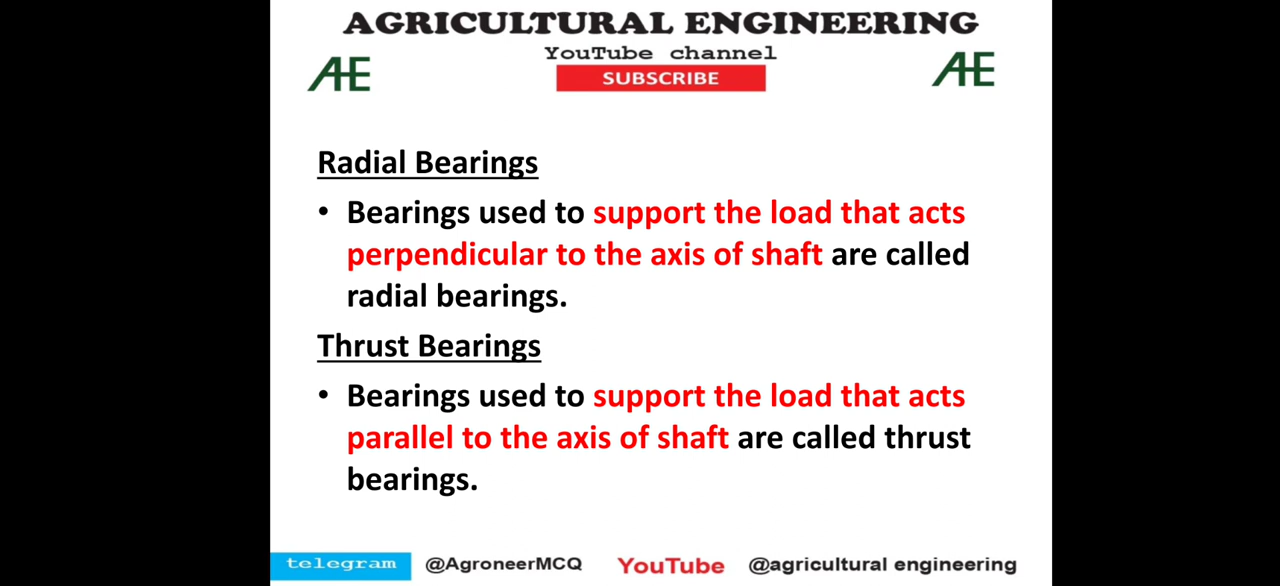 AGRICULTURAL ENGINEERING
YouTube channel
AE SUBSCRIBE AE
Radial Bearings
• Bearings used to support the load that acts
perpendicular to the axis of shaft are called
radial bearings.
Thrust Bearings
• Bearings used to support the load that acts
parallel to the axis of shaft are called thrust
bearings.
telegram @AgroneerMCQ YouTube @agricultural engineering